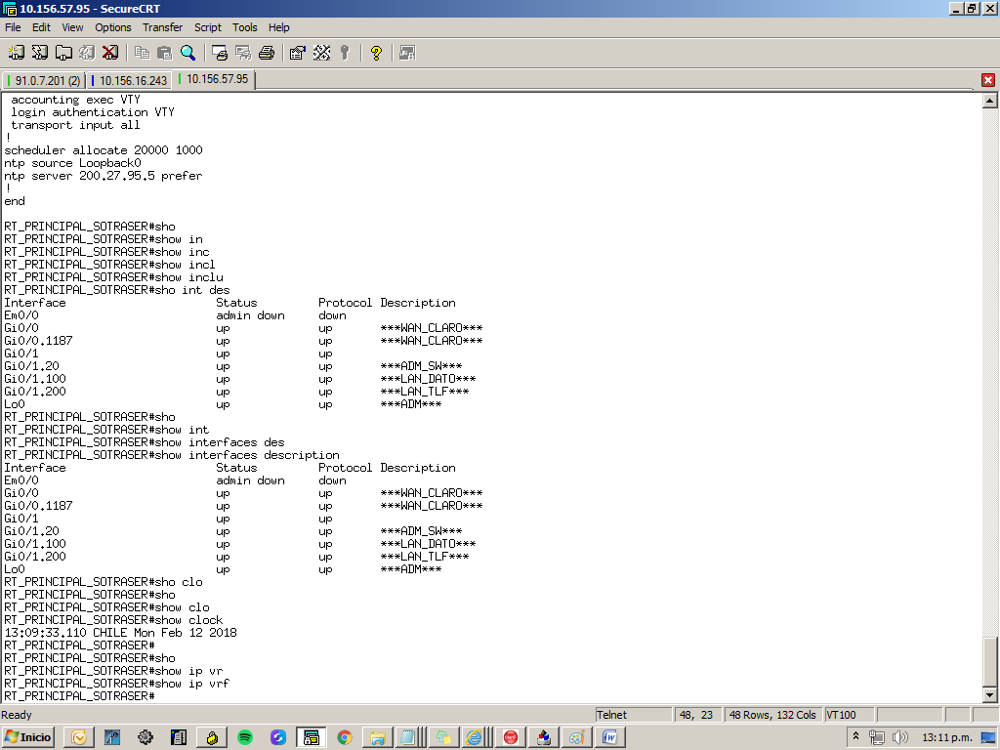 10.156.57.95 - SecureCRT
File Edit View Options Transfer Script Tools Help
91.0.7.201 (2) 10.156.16.243 10.156.57.95
accounting exec VTY
login authentication VTY
transport input all
!
scheduler allocate 20000 1000
ntp source Loopback0
ntp server 200.27.95.5 prefer
!
end
RT_PRINCIPAL_SOTRASER#sho
RT_PRINCIPAL_SOTRASER#show in
RT_PRINCIPAL_SOTRASER#show inc
RT_PRINCIPAL_SOTRASER#show incl
RT_PRINCIPAL_SOTRASER#show inclu
RT_PRINCIPAL_SOTRASER#sho int des
Interface Status Protocol Description
Em0/0 admin down down
Gi0/0 up up ***WAN_CLARO***
Gi0/0.1187 up up ***WAN_CLARO***
Gi0/1 up up
Gi0/1.20 up up ***ADM_SW***
Gi0/1.100 up up ***LAN_DATO***
Gi0/1.200 up up ***LAN_TLF***
Lo0 up up ***ADM***
RT_PRINCIPAL_SOTRASER#sho
RT_PRINCIPAL_SOTRASER#show int
RT_PRINCIPAL_SOTRASER#show interfaces des
RT_PRINCIPAL_SOTRASER#show interfaces description
Interface Status Protocol Description
Em0/0 admin down down
Gi0/0 up up ***WAN_CLARO***
Gi0/0.1187 up up ***WAN_CLARO***
Gi0/1 up up
Gi0/1.20 up up ***ADM_SW***
Gi0/1.100 up up ***LAN_DATO***
Gi0/1.200 up up ***LAN_TLF***
Lo0 up up ***ADM***
RT_PRINCIPAL_SOTRASER#sho clo
RT_PRINCIPAL_SOTRASER#sho
RT_PRINCIPAL_SOTRASER#show clo
RT_PRINCIPAL_SOTRASER#show clock
13:09:33.110 CHILE Mon Feb 12 2018
RT_PRINCIPAL_SOTRASER#
RT_PRINCIPAL_SOTRASER#sho
RT_PRINCIPAL_SOTRASER#show ip vr
RT_PRINCIPAL_SOTRASER#show ip vrf
RT_PRINCIPAL_SOTRASER#
Ready Telnet 48, 23 48 Rows, 132 Cols VT100
Inicio 13:11 p.m.